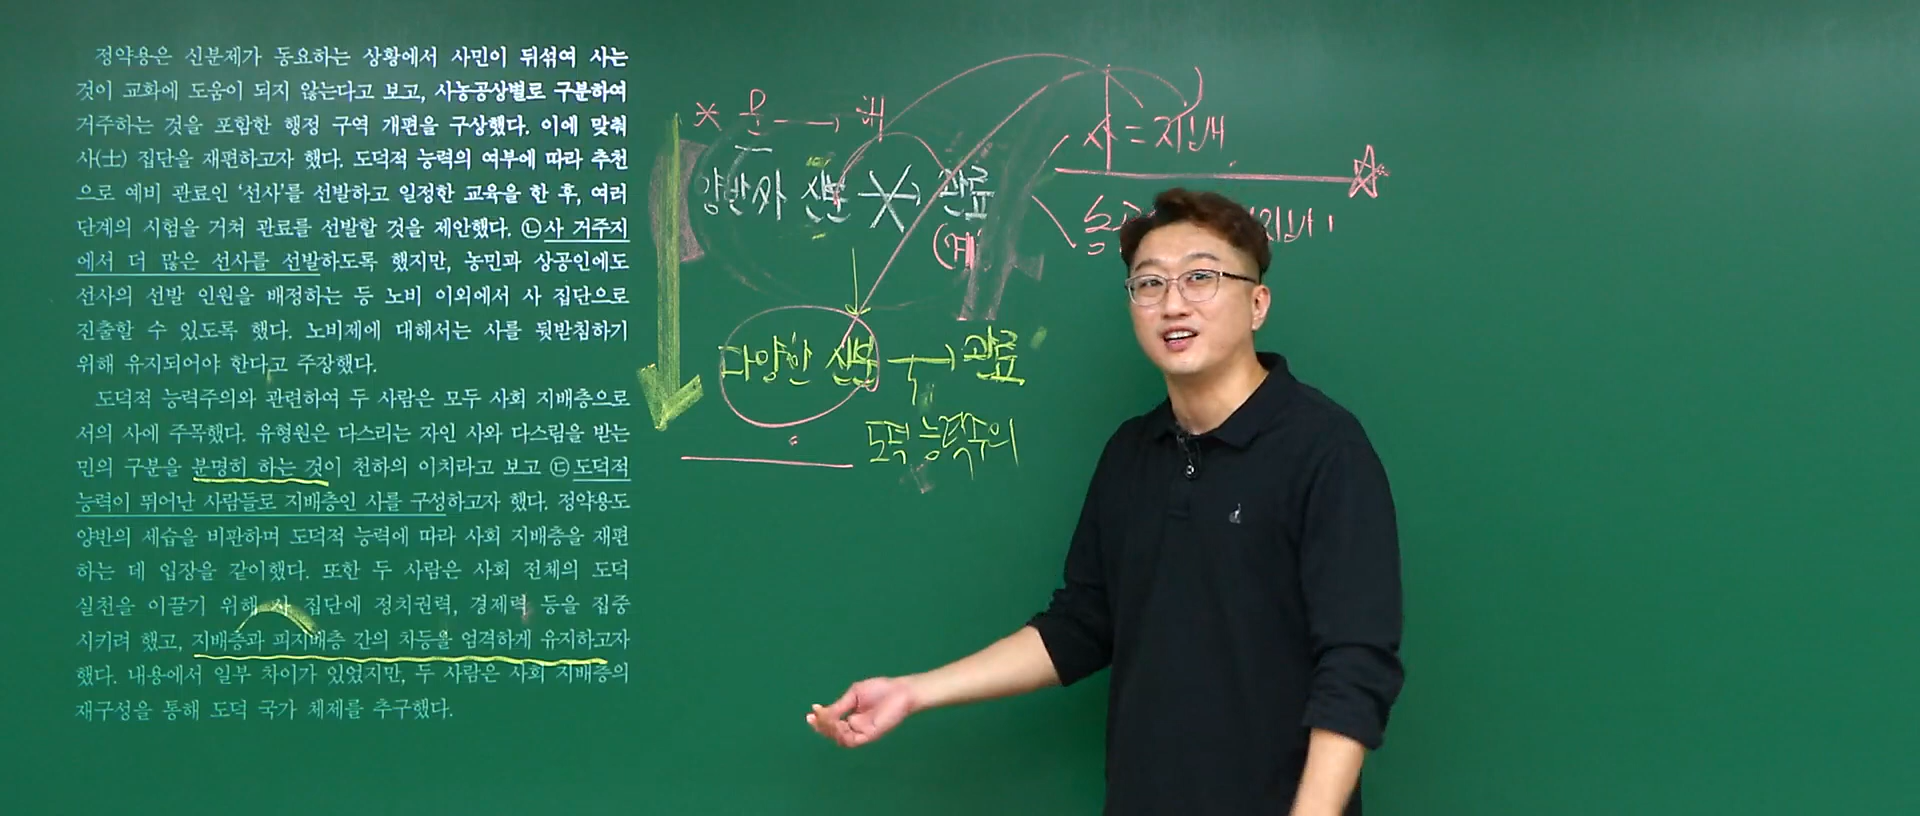 정약용은 신분제가 동요하는 상황에서 사민이 뒤섞여 사는
것이 교화에 도움이 되지 않는다고 보고, 사농공상별로 구분하여
거주하는 것을 포함한 행정 구역 개편을 구상했다. 이에 맞춰
사(士) 집단을 재편하고자 했다. 도덕적 능력의 여부에 따라 추천
으로 예비 관료인 ‘선사’를 선발하고 일정한 교육을 한 후, 여러
단계의 시험을 거쳐 관료를 선발할 것을 제안했다. ㉡사 거주지
에서 더 많은 선사를 선발하도록 했지만, 농민과 상공인에도
선사의 선발 인원을 배정하는 등 노비 이외에서 사 집단으로
진출할 수 있도록 했다. 노비제에 대해서는 사를 뒷받침하기
위해 유지되어야 한다고 주장했다.
도덕적 능력주의와 관련하여 두 사람은 모두 사회 지배층으로
서의 사에 주목했다. 유형원은 다스리는 자인 사와 다스림을 받는
민의 구분을 분명히 하는 것이 천하의 이치라고 보고 ㉢도덕적
능력이 뛰어난 사람들로 지배층인 사를 구성하고자 했다. 정약용도
양반의 세습을 비판하며 도덕적 능력에 따라 사회 지배층을 재편
하는 데 입장을 같이했다. 또한 두 사람은 사회 전체의 도덕
실천을 이끌기 위해 사 집단에 정치권력, 경제력 등을 집중
시키려 했고, 지배층과 피지배층 간의 차등을 엄격하게 유지하고자
했다. 내용에서 일부 차이가 있었지만, 두 사람은 사회 지배층의
재구성을 통해 도덕 국가 체제를 추구했다.
* 문 → 해
관료
사 = 지배
다양한 신분 → 관료
도덕 능력주의